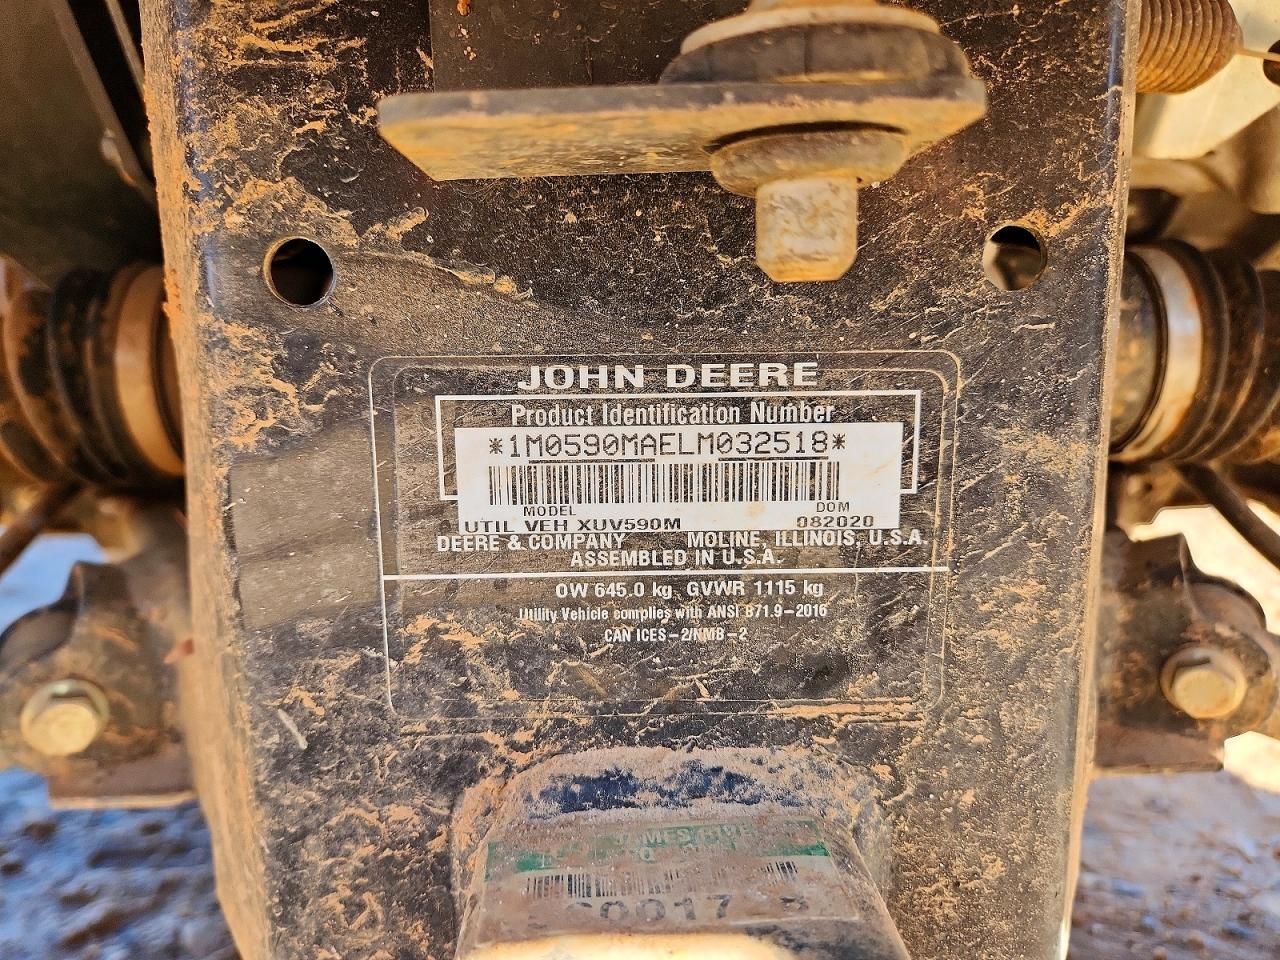 JOHN DEERE
Product Identification Number
*1M0590MAELM032518*
MODEL DOM
UTIL VEH XUV590M 082020
DEERE & COMPANY MOLINE, ILLINOIS, U.S.A.
ASSEMBLED IN U.S.A.
OW 645.0 kg GVWR 1115 kg
Utility Vehicle complies with ANSI B71.9-2016
CAN ICES-2/NMB-2